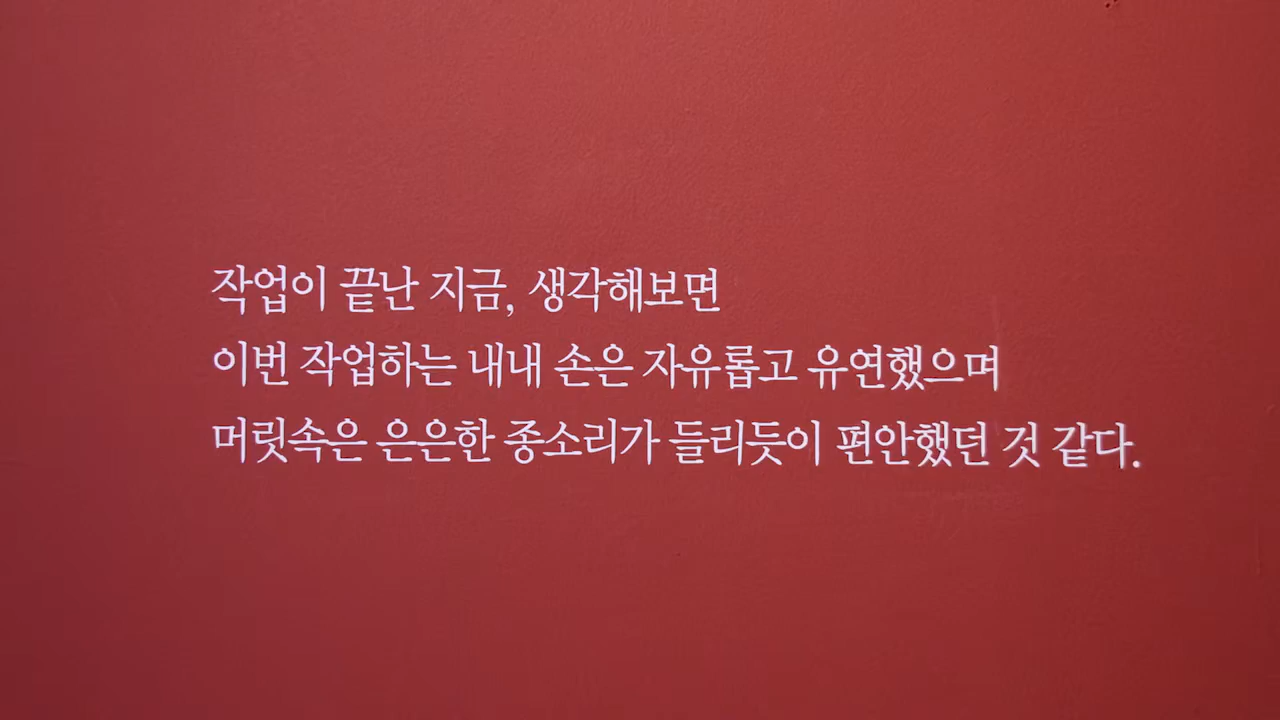 작업이 끝난 지금, 생각해보면
이번 작업하는 내내 손은 자유롭고 유연했으며
머릿속은 은은한 종소리가 들리듯이 편안했던 것 같다.